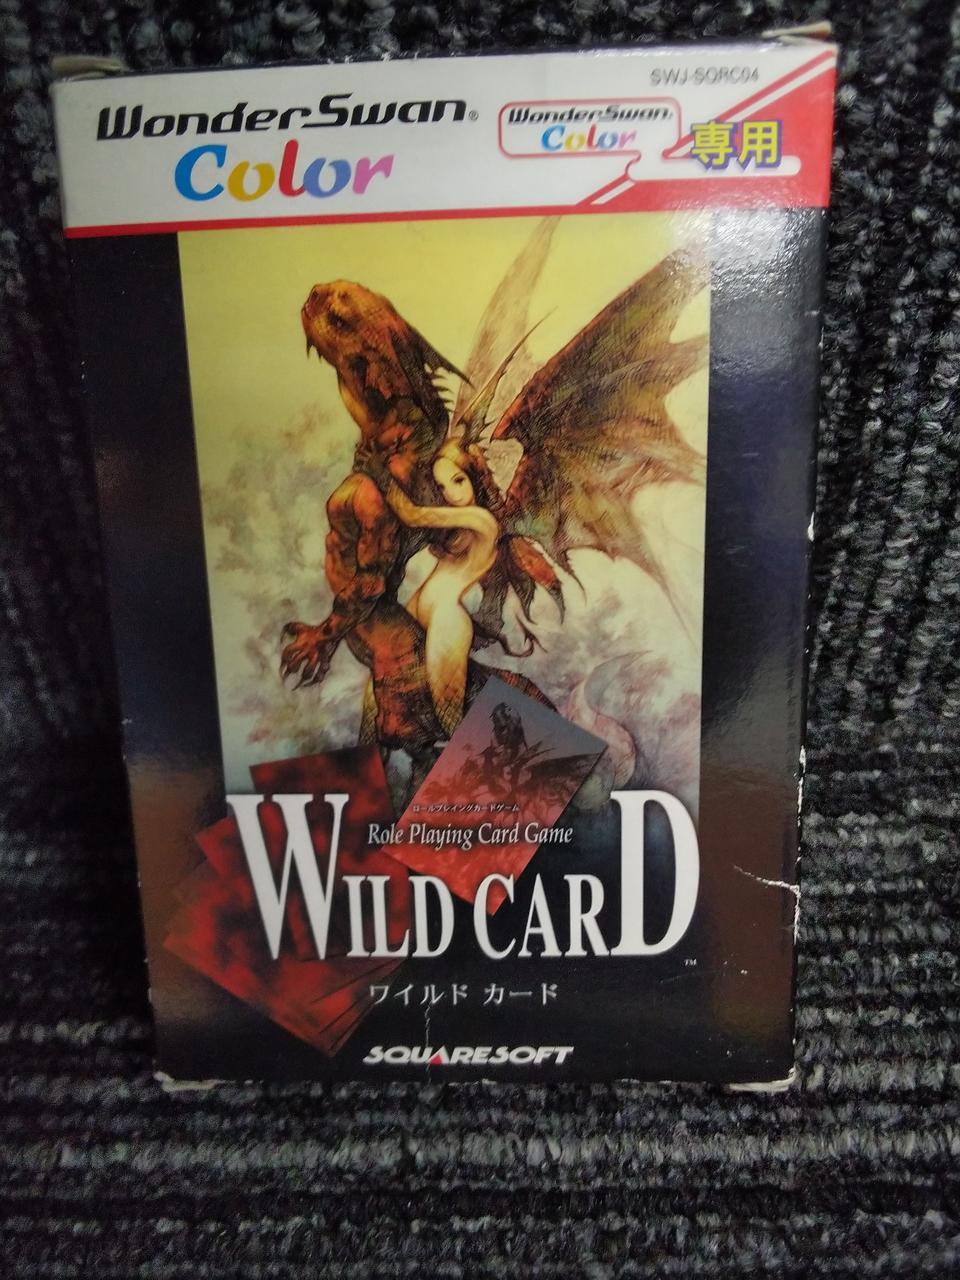 SWJ-SQRC04
WonderSwan®
Color
WonderSwan
Color
専用
ロールプレイングカードゲーム
Role Playing Card Game
WILD CARD™
ワイルド カード
SQUARESOFT